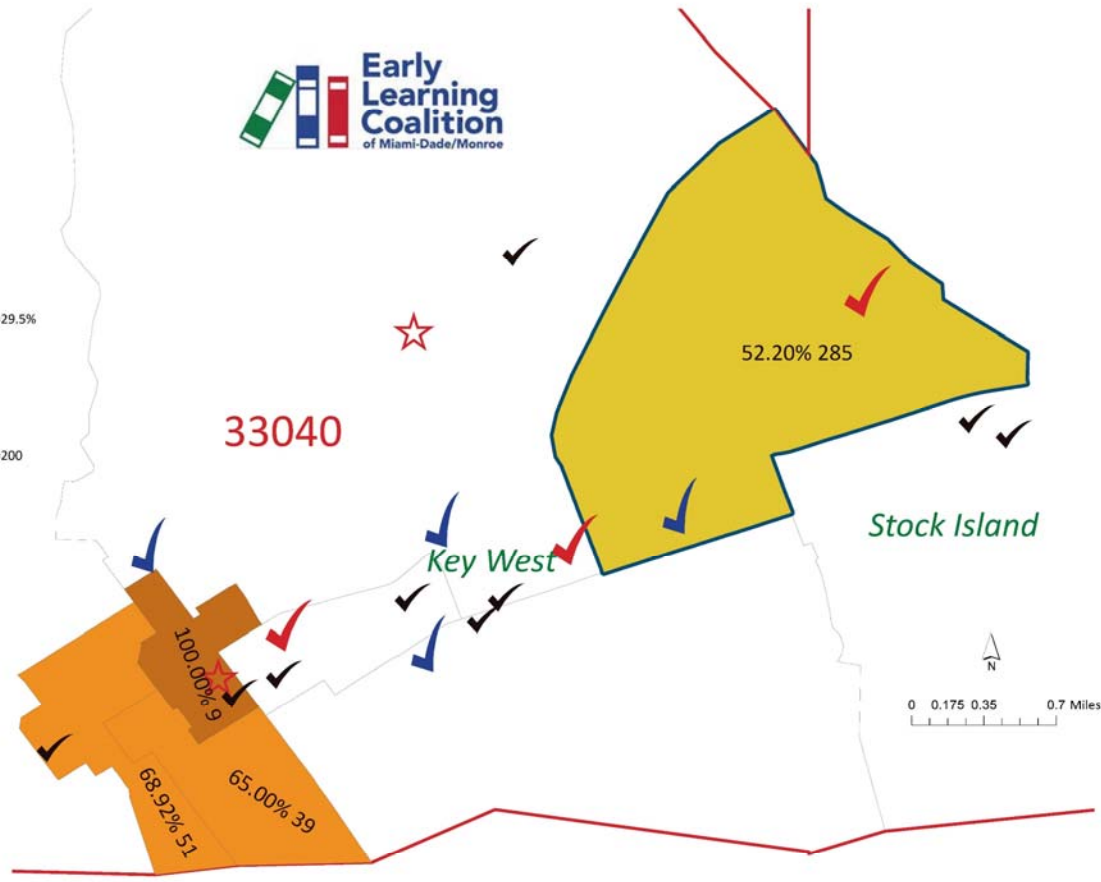 Early
Learning
Coalition
of Miami-Dade/Monroe
29.5%
52.20% 285
33040
200
Stock Island
Key West
100.00% 9
N
0 0.175 0.35 0.7 Miles
68.92% 51
65.00% 39